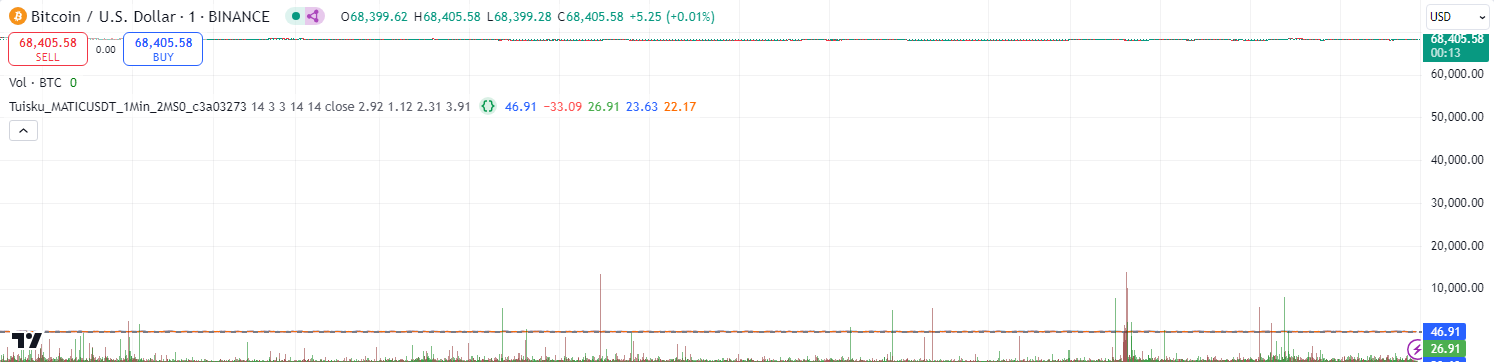 Bitcoin / U.S. Dollar · 1 · BINANCE O68,399.62 H68,405.58 L68,399.28 C68,405.58 +5.25 (+0.01%)
USD
68,405.58 0.00 68,405.58
SELL BUY
Vol · BTC 0
Tuisku_MATICUSDT_1Min_2MS0_c3a03273 14 3 3 14 14 close 2.92 1.12 2.31 3.91 {} 46.91 −33.09 26.91 23.63 22.17
68,405.58
00:13
60,000.00
50,000.00
40,000.00
30,000.00
20,000.00
10,000.00
46.91
26.91